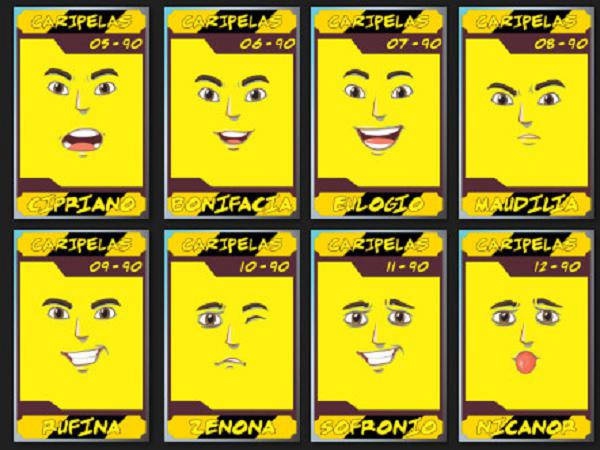 CARIPELAS
05-90
CIPRIANO
CARIPELAS
06-90
BONIFACIA
CARIPELAS
07-90
EULOGIO
CARIPELAS
08-90
MAUDILIA
CARIPELAS
09-90
RUFINA
CARIPELAS
10-90
ZENONA
CARIPELAS
11-90
SOFRONIO
CARIPELAS
12-90
NICANOR